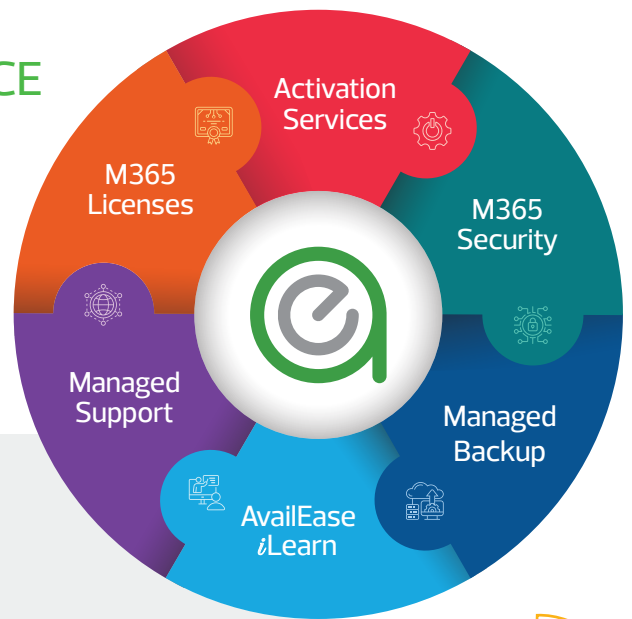 CE
Activation
Services
M365
Licenses
M365
Security
Managed
Support
Managed
Backup
AvailEase
iLearn